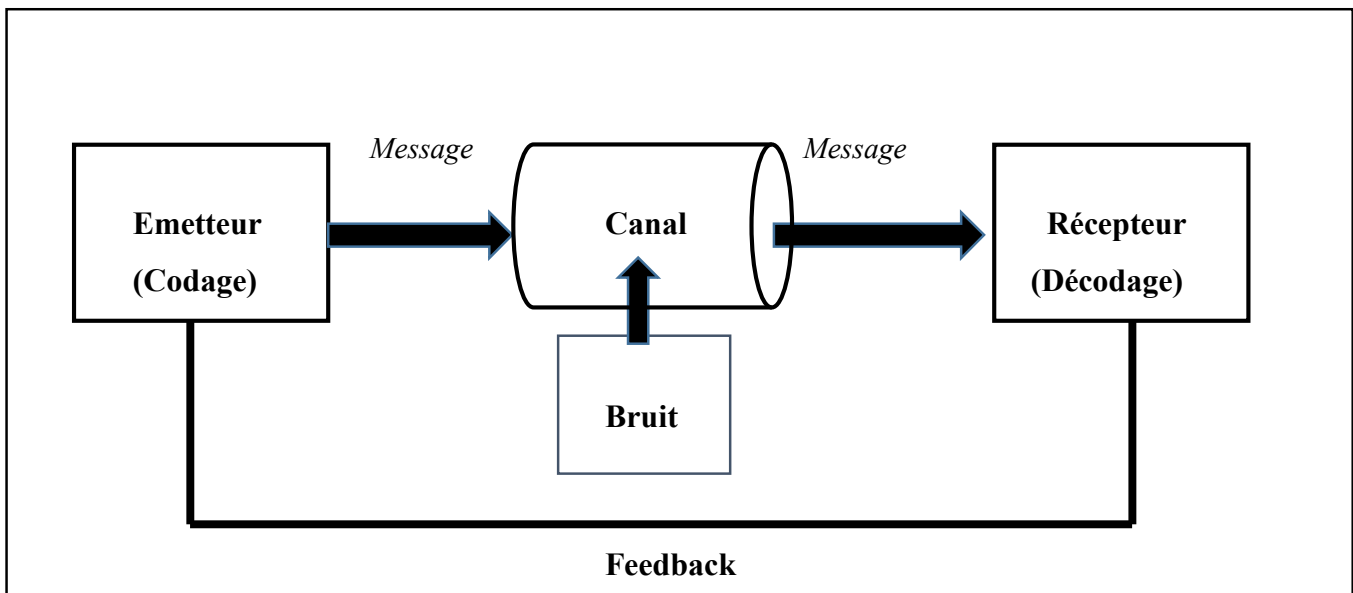 Message
Message
Emetteur
(Codage)
Canal
Récepteur
(Décodage)
Bruit
Feedback